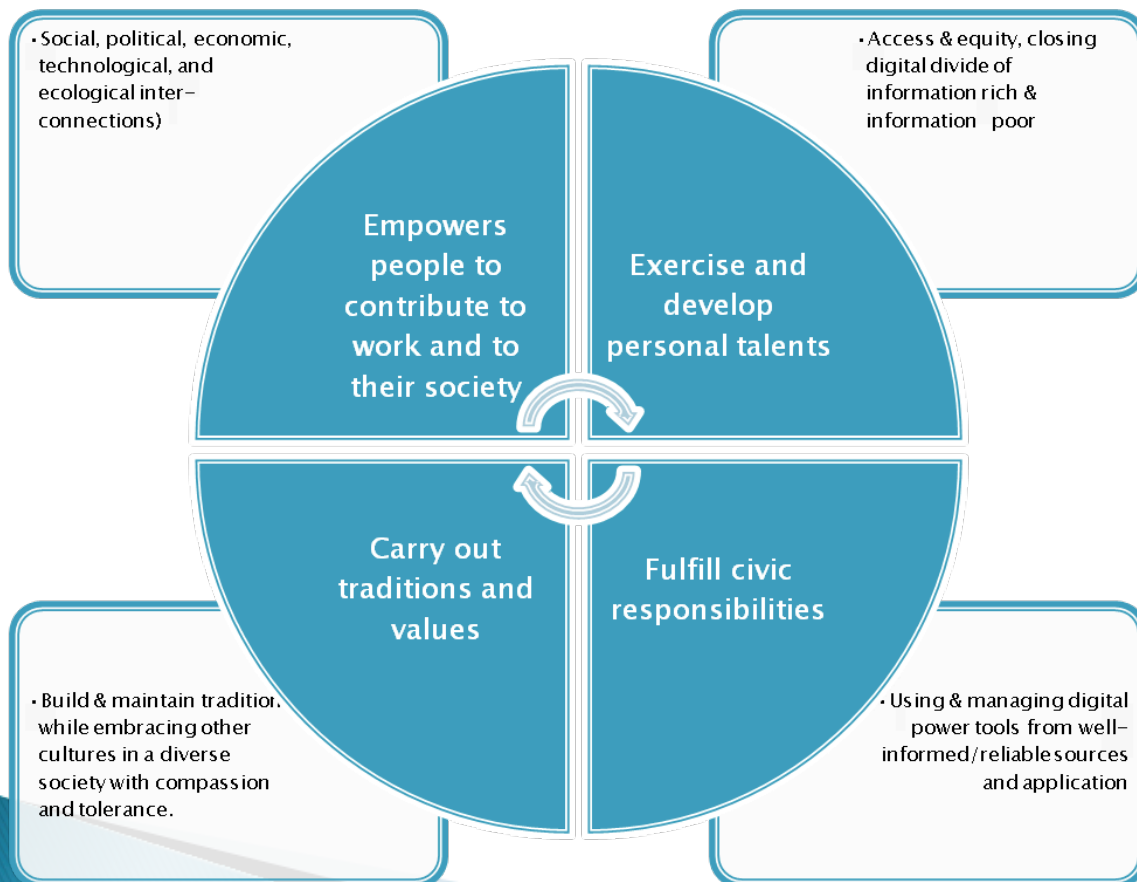 · Social, political, economic,
technological, and
ecological inter-
connections)
· Access & equity, closing
digital divide of
information rich &
information poor
Empowers
people to
contribute to
work and to
their society
Exercise and
develop
personal talents
Carry out
traditions and
values
Fulfill civic
responsibilities
· Build & maintain tradition
while embracing other
cultures in a diverse
society with compassion
and tolerance.
· Using & managing digital
power tools from well-
informed/reliable sources
and application